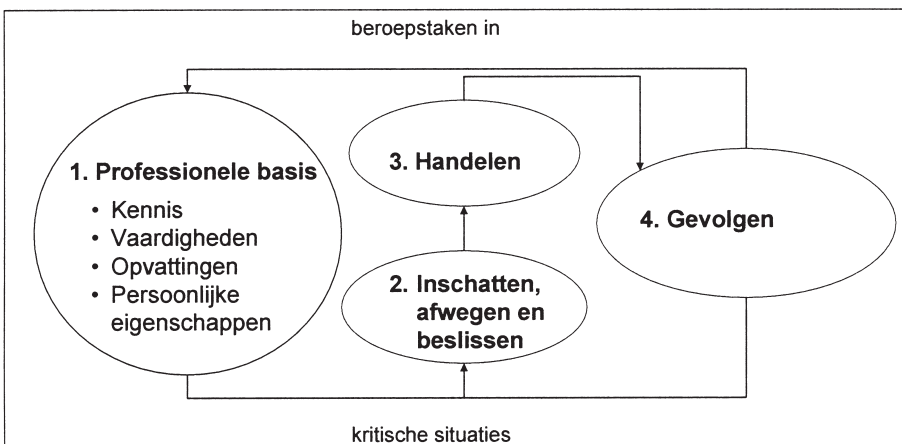 beroepstaken in
1. Professionele basis
• Kennis
• Vaardigheden
• Opvattingen
• Persoonlijke
eigenschappen
3. Handelen
2. Inschatten,
afwegen en
beslissen
4. Gevolgen
kritische situaties